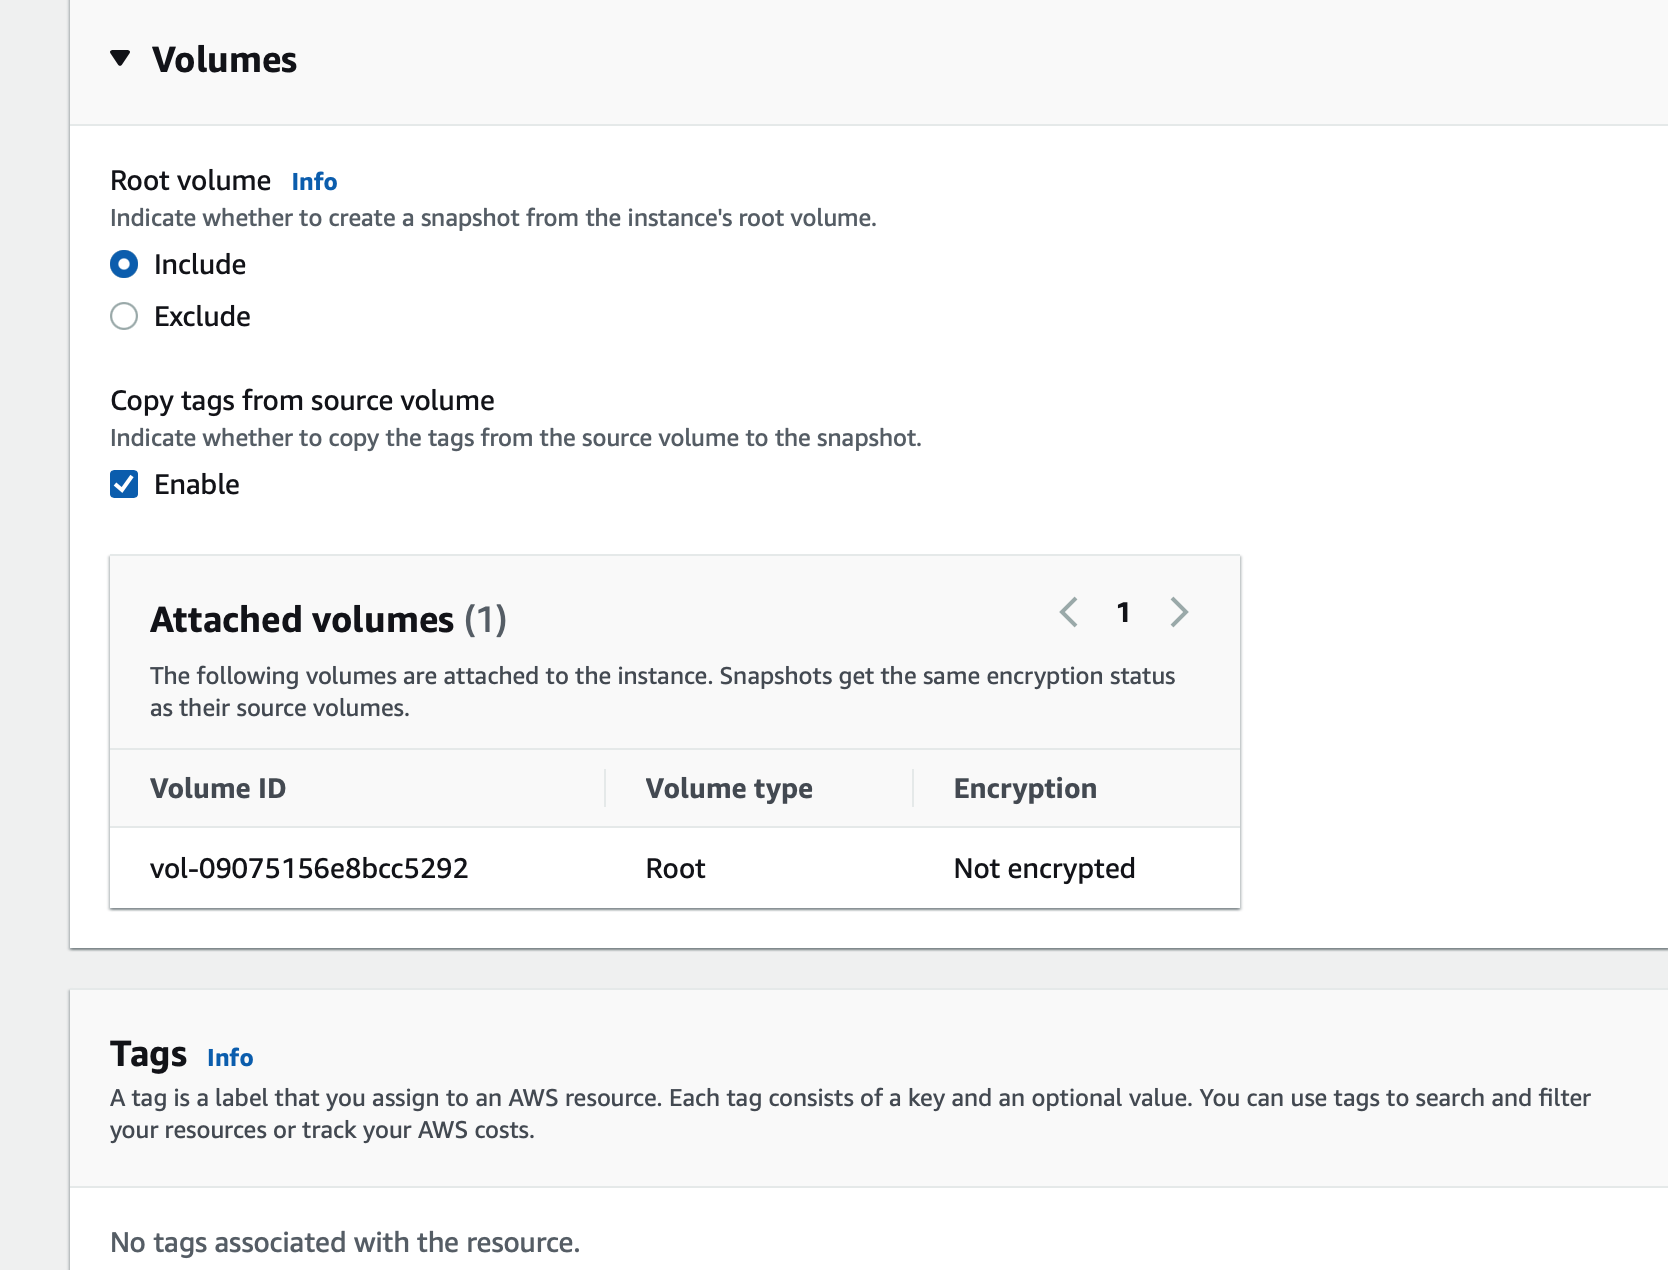 Volumes
Root volume Info
Indicate whether to create a snapshot from the instance's root volume.
Include
Exclude
Copy tags from source volume
Indicate whether to copy the tags from the source volume to the snapshot.
Enable
Attached volumes (1)
1
The following volumes are attached to the instance. Snapshots get the same encryption status
as their source volumes.
Volume ID Volume type Encryption
vol-09075156e8bcc5292 Root Not encrypted
Tags Info
A tag is a label that you assign to an AWS resource. Each tag consists of a key and an optional value. You can use tags to search and filter
your resources or track your AWS costs.
No tags associated with the resource.